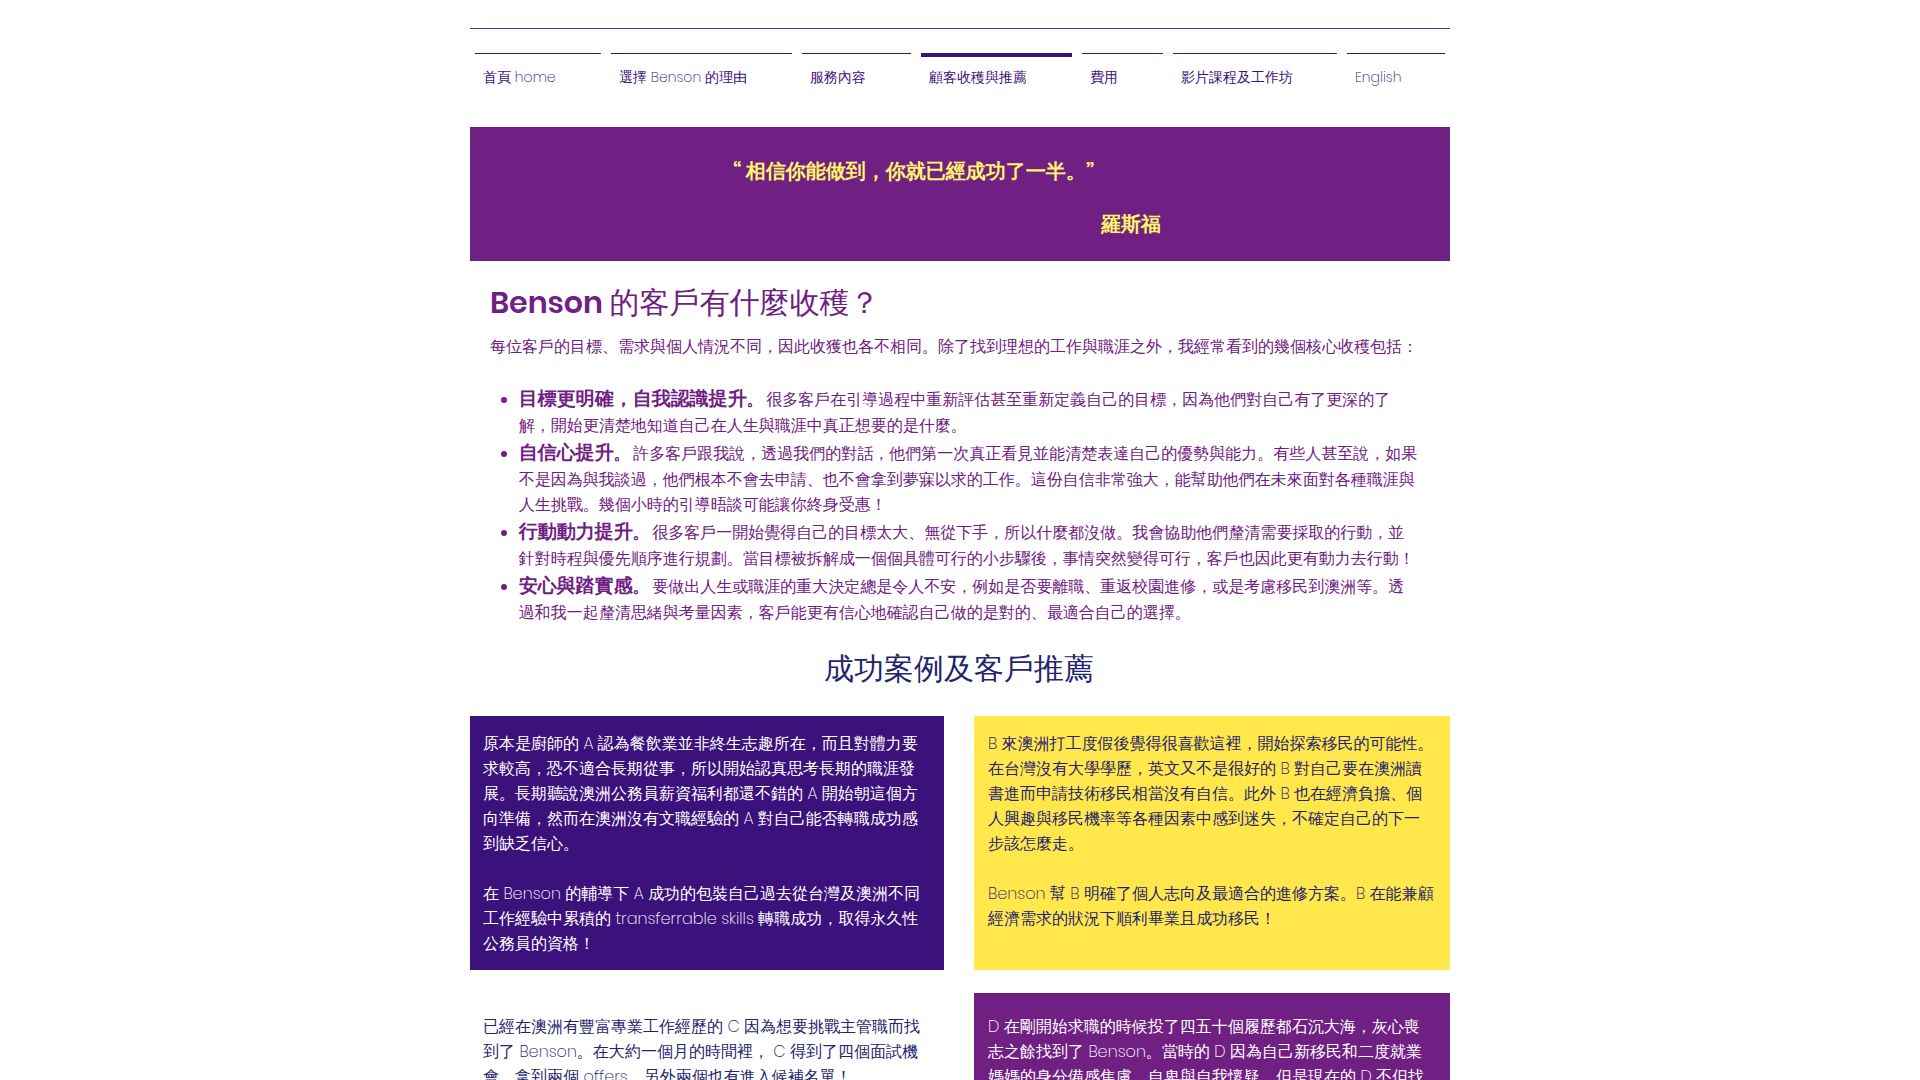 首頁 home
選擇 Benson 的理由
服務內容
顧客收穫與推薦
費用
影片課程及工作坊
English
“ 相信你能做到，你就已經成功了一半。”
羅斯福
Benson 的客戶有什麼收穫？
每位客戶的目標、需求與個人情況不同，因此收獲也各不相同。除了找到理想的工作與職涯之外，我經常看到的幾個核心收穫包括：
• 目標更明確，自我認識提升。 很多客戶在引導過程中重新評估甚至重新定義自己的目標，因為他們對自己有了更深的了
解，開始更清楚地知道自己在人生與職涯中真正想要的是什麼。
• 自信心提升。 許多客戶跟我說，透過我們的對話，他們第一次真正看見並能清楚表達自己的優勢與能力。有些人甚至說，如果
不是因為與我談過，他們根本不會去申請、也不會拿到夢寐以求的工作。這份自信非常強大，能幫助他們在未來面對各種職涯與
人生挑戰。幾個小時的引導晤談可能讓你終身受惠！
• 行動動力提升。 很多客戶一開始覺得自己的目標太大、無從下手，所以什麼都沒做。我會協助他們釐清需要採取的行動，並
針對時程與優先順序進行規劃。當目標被拆解成一個個具體可行的小步驟後，事情突然變得可行，客戶也因此更有動力去行動！
• 安心與踏實感。 要做出人生或職涯的重大決定總是令人不安，例如是否要離職、重返校園進修，或是考慮移民到澳洲等。透
過和我一起釐清思緒與考量因素，客戶能更有信心地確認自己做的是對的、最適合自己的選擇。
成功案例及客戶推薦
原本是廚師的 A 認為餐飲業並非終生志趣所在，而且對體力要
求較高，恐不適合長期從事，所以開始認真思考長期的職涯發
展。長期聽說澳洲公務員薪資福利都還不錯的 A 開始朝這個方
向準備，然而在澳洲沒有文職經驗的 A 對自己能否轉職成功感
到缺乏信心。
在 Benson 的輔導下 A 成功的包裝自己過去從台灣及澳洲不同
工作經驗中累積的 transferrable skills 轉職成功，取得永久性
公務員的資格！
B 來澳洲打工度假後覺得很喜歡這裡，開始探索移民的可能性。
在台灣沒有大學學歷，英文又不是很好的 B 對自己要在澳洲讀
書進而申請技術移民相當沒有自信。此外 B 也在經濟負擔、個
人興趣與移民機率等各種因素中感到迷失，不確定自己的下一
步該怎麼走。
Benson 幫 B 明確了個人志向及最適合的進修方案。B 在能兼顧
經濟需求的狀況下順利畢業且成功移民！
已經在澳洲有豐富專業工作經歷的 C 因為想要挑戰主管職而找
到了 Benson。在大約一個月的時間裡， C 得到了四個面試機
會，拿到兩個 offers，另外兩個也有進入候補名單！
D 在剛開始求職的時候投了四五十個履歷都石沉大海，灰心喪
志之餘找到了 Benson。當時的 D 因為自己新移民和二度就業
媽媽的身分備感焦慮、自卑與自我懷疑，但是現在的 D 不但找